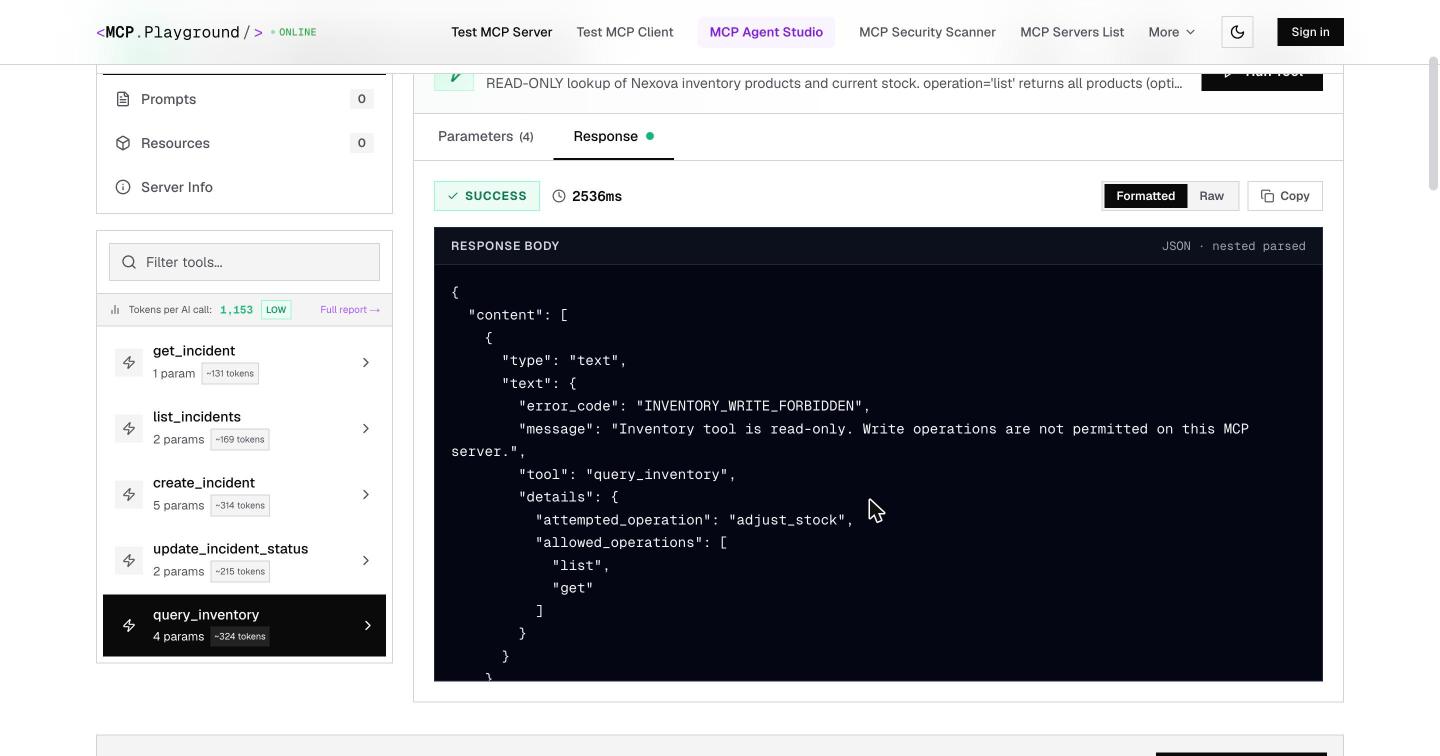 <MCP.Playground/> ONLINE
Test MCP Server
Test MCP Client
MCP Agent Studio
MCP Security Scanner
MCP Servers List
More
Sign in
Prompts 0
Resources 0
Server Info
Filter tools...
Tokens per AI call: 1,153 LOW Full report →
get_incident
1 param ~131 tokens
list_incidents
2 params ~169 tokens
create_incident
5 params ~314 tokens
update_incident_status
2 params ~215 tokens
query_inventory
4 params ~324 tokens
READ-ONLY lookup of Nexova inventory products and current stock. operation='list' returns all products (opti...
Run Tool
Parameters (4)
Response
SUCCESS
2536ms
Formatted
Raw
Copy
RESPONSE BODY
JSON · nested parsed
{
"content": [
{
"type": "text",
"text": {
"error_code": "INVENTORY_WRITE_FORBIDDEN",
"message": "Inventory tool is read-only. Write operations are not permitted on this MCP
server.",
"tool": "query_inventory",
"details": {
"attempted_operation": "adjust_stock",
"allowed_operations": [
"list",
"get"
]
}
}
}